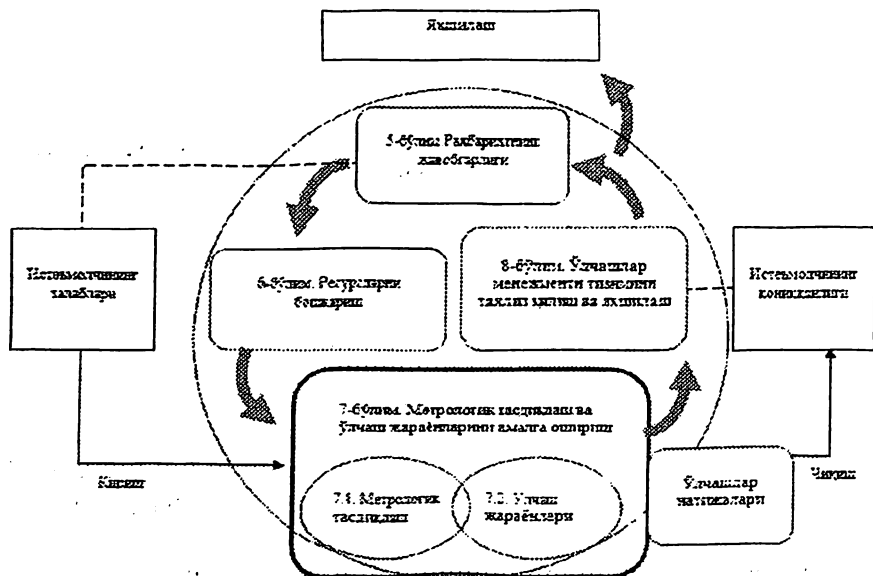 Яхшилаш
5-бўлим Раҳбариятнинг
жавобгарлиги
Истеъмолчининг
талаблари
6-бўлим. Ресурсларни
бошқариш
8-бўлим. Ўлчашлар
менежменти тизимини
таҳлил қилиш ва яхшилаш
Истеъмолчининг
қониқишлиги
7-бўлим. Метрологик тасдиқлаш ва
ўлчаш жараёнларини амалга ошириш
7.1. Метрологик
тасдиқлаш
7.2. Ўлчаш
жараёнлари
Кириш
Ўлчашлар
натижалари
Чиқиш